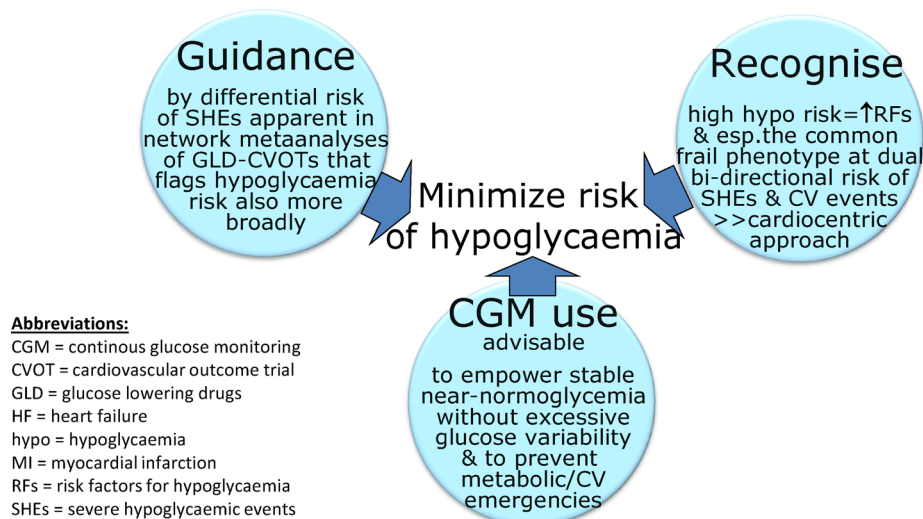 Guidance
by differential risk
of SHEs apparent in
network metaanalyses
of GLD-CVOTs that
flags hypoglycaemia
risk also more
broadly
Recognise
high hypo risk=↑RFs
& esp.the common
frail phenotype at dual
bi-directional risk of
SHEs & CV events
>>cardiocentric
approach
Minimize risk
of hypoglycaemia
CGM use
advisable
to empower stable
near-normoglycemia
without excessive
glucose variability
& to prevent
metabolic/CV
emergencies
Abbreviations:
CGM = continous glucose monitoring
CVOT = cardiovascular outcome trial
GLD = glucose lowering drugs
HF = heart failure
hypo = hypoglycaemia
MI = myocardial infarction
RFs = risk factors for hypoglycaemia
SHEs = severe hypoglycaemic events